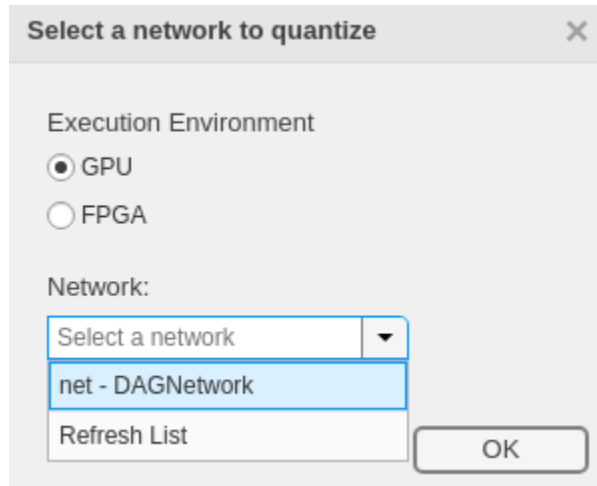 Select a network to quantize
Execution Environment
GPU
FPGA
Network:
Select a network
net - DAGNetwork
Refresh List
OK